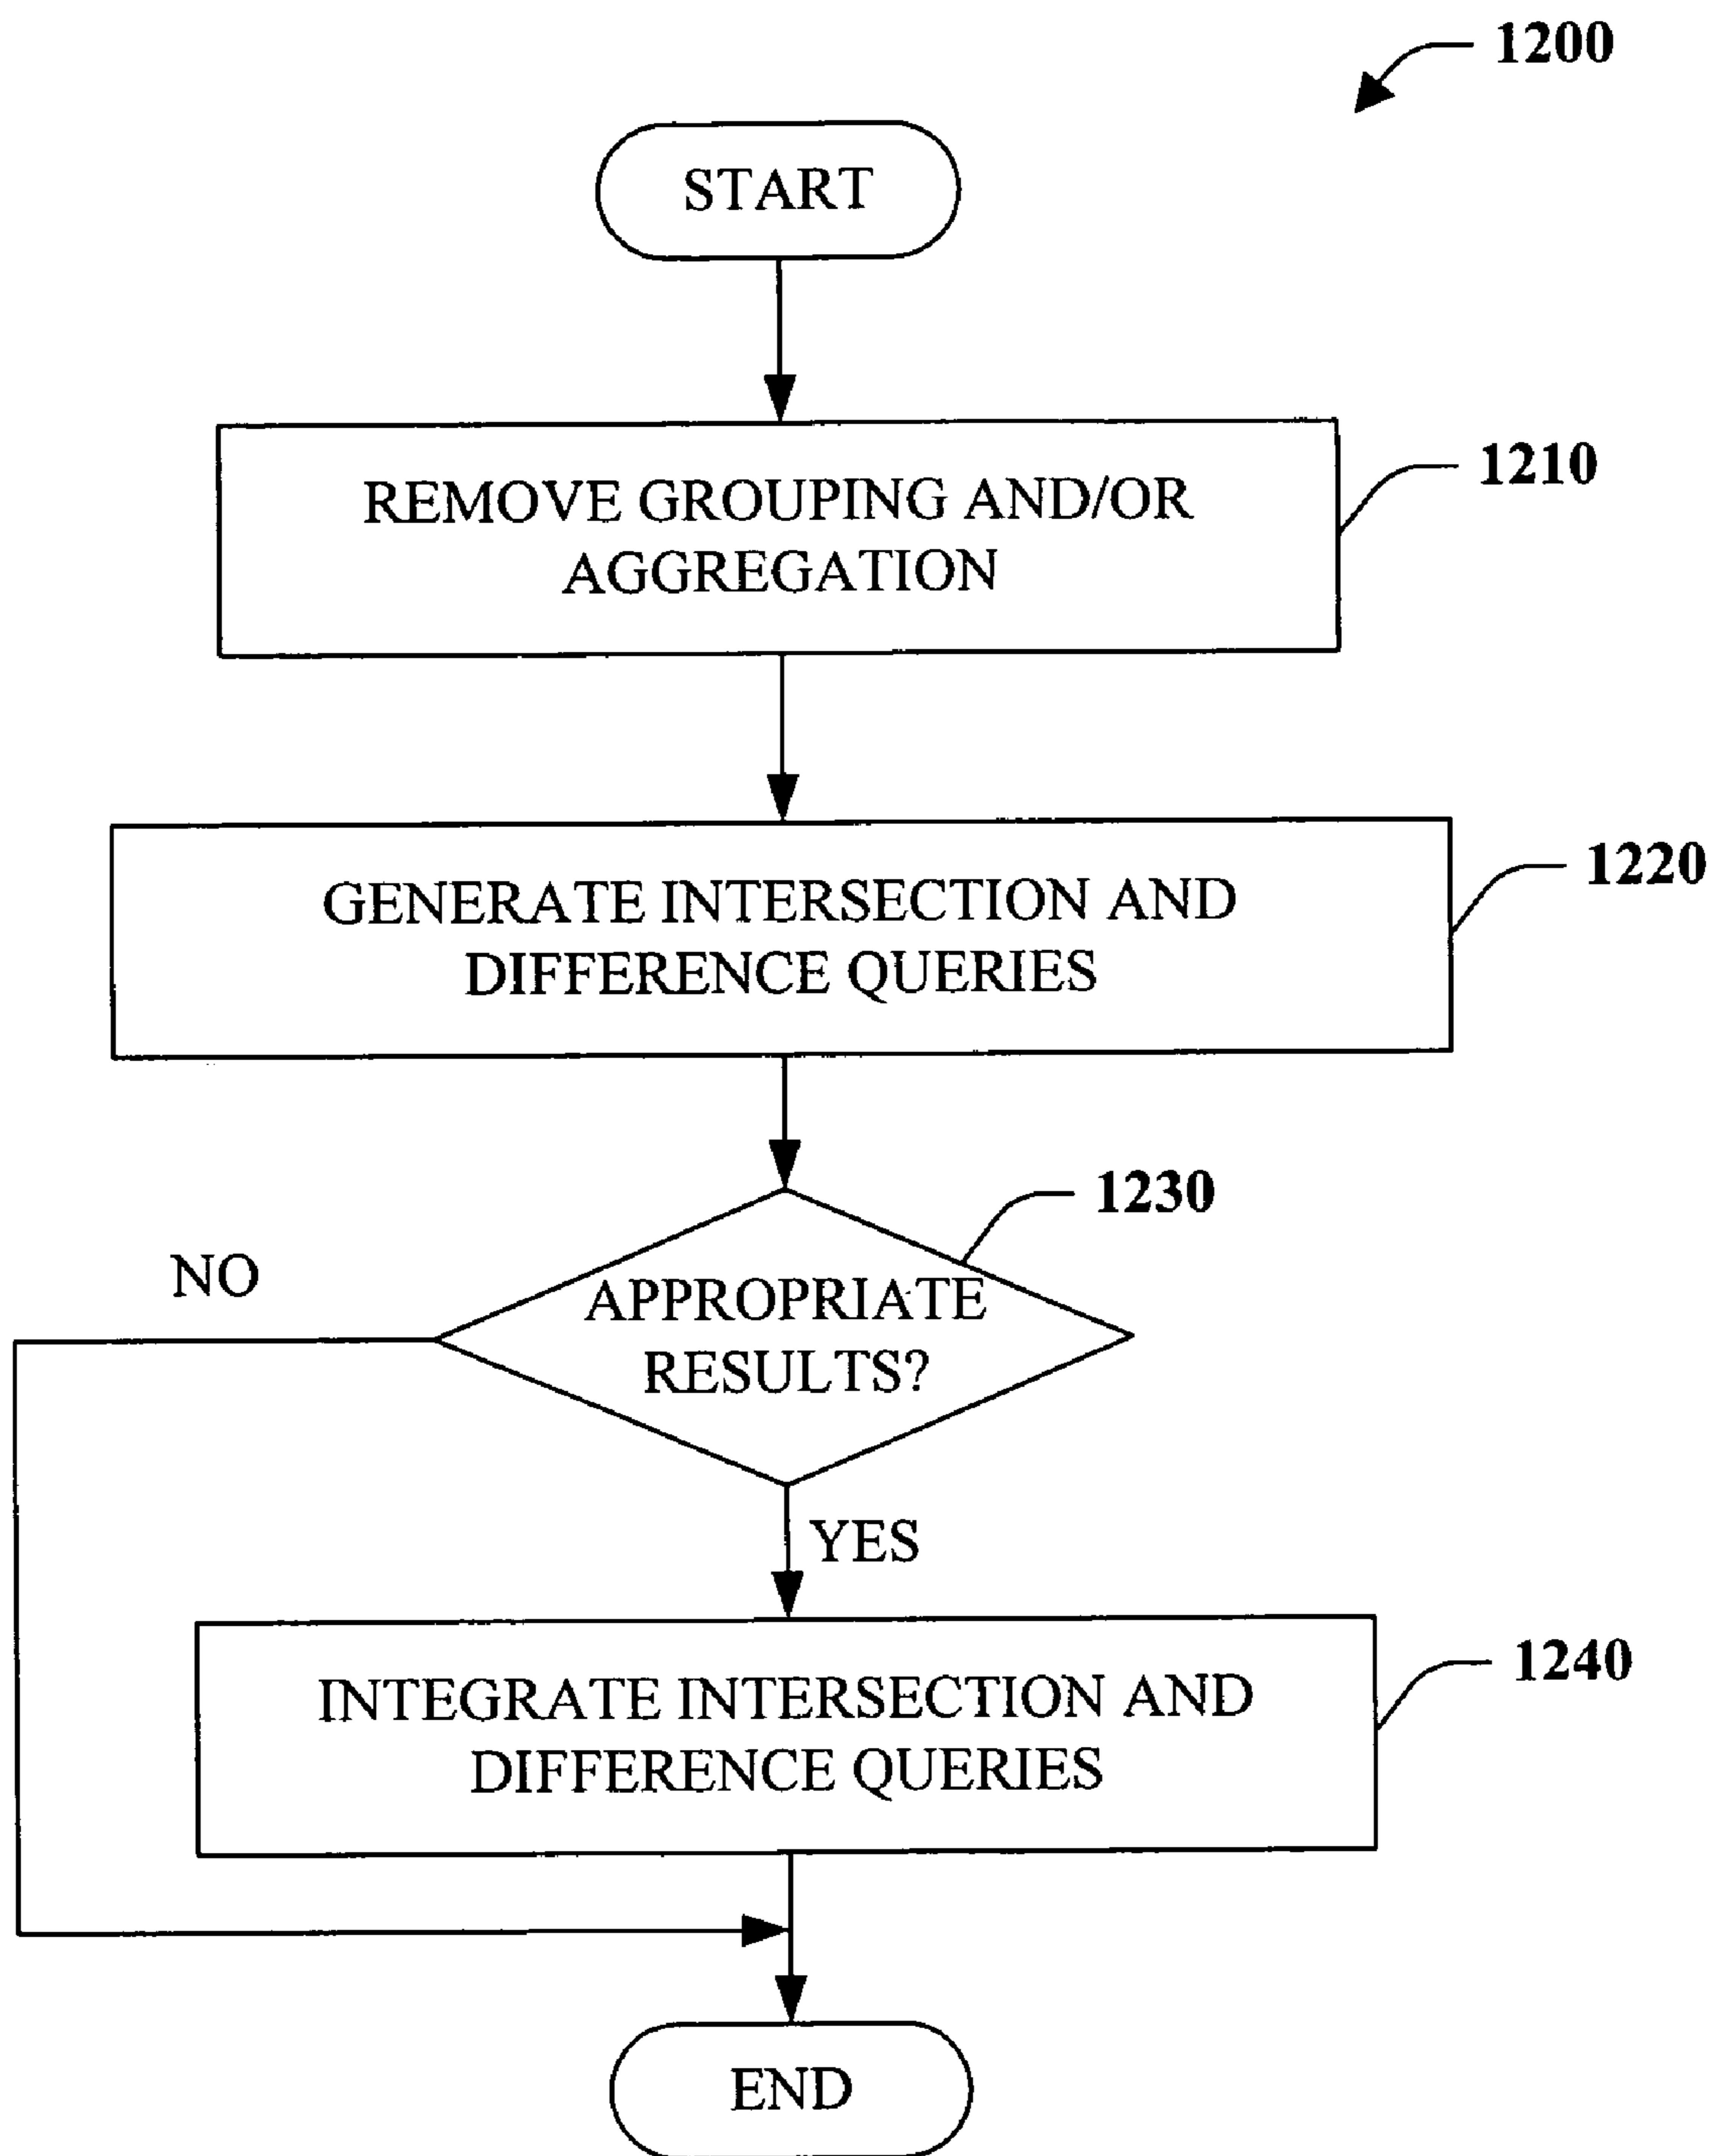 1200
START
REMOVE GROUPING AND/OR
AGGREGATION
1210
GENERATE INTERSECTION AND
DIFFERENCE QUERIES
1220
1230
NO
APPROPRIATE
RESULTS?
YES
INTEGRATE INTERSECTION AND
DIFFERENCE QUERIES
1240
END